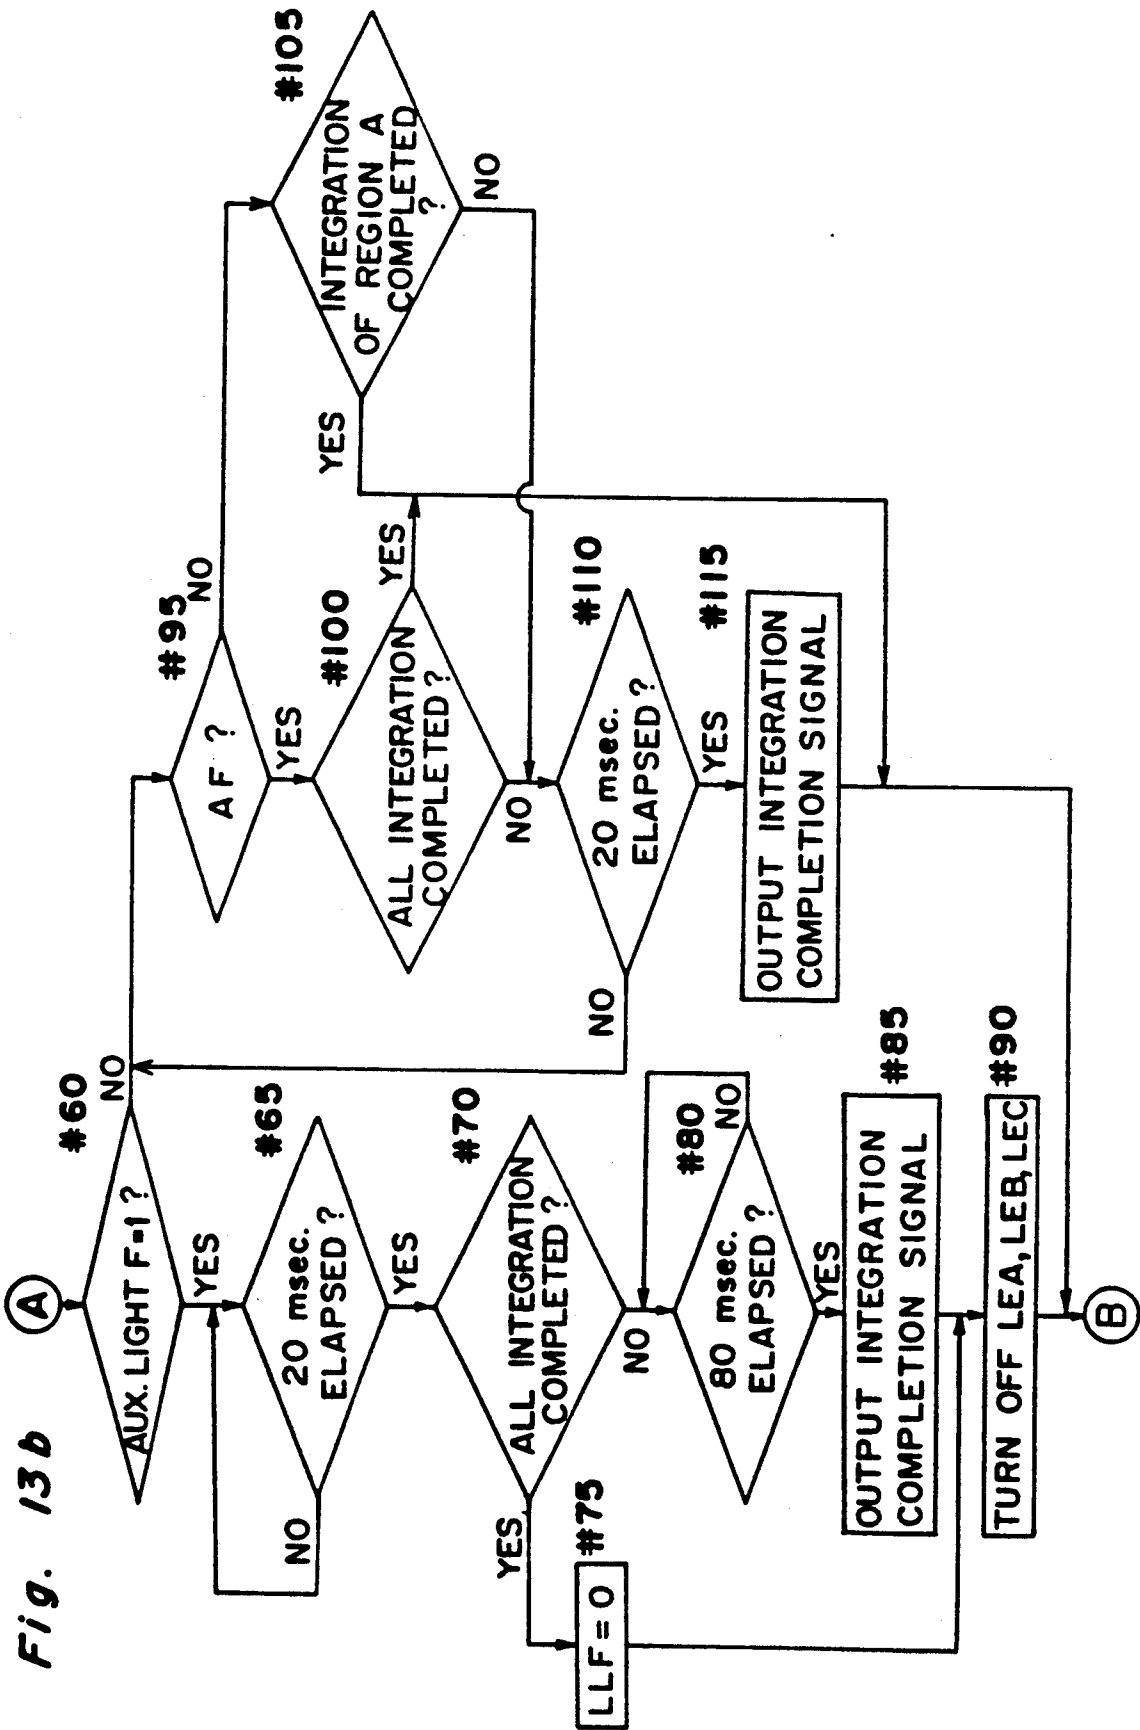 Fig. 13b
A
AUX. LIGHT F=1 ?
#60
NO
YES
20 msec.
ELAPSED ?
#65
NO
YES
ALL INTEGRATION
COMPLETED ?
#70
YES
NO
LLF = 0
#75
80 msec.
ELAPSED ?
#80
NO
YES
OUTPUT INTEGRATION
COMPLETION SIGNAL
#85
TURN OFF LEA, LEB, LEC
#90
B
AF ?
#95
NO
YES
ALL INTEGRATION
COMPLETED ?
#100
YES
NO
INTEGRATION
OF REGION A
COMPLETED
?
#105
YES
NO
20 msec.
ELAPSED ?
#110
NO
YES
OUTPUT INTEGRATION
COMPLETION SIGNAL
#115